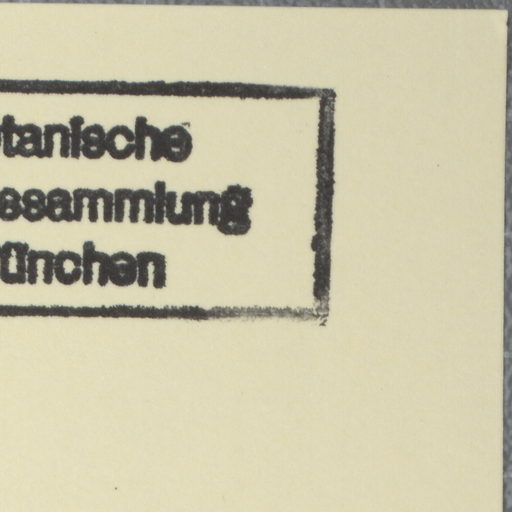 tanische
ssammlung
ünchen